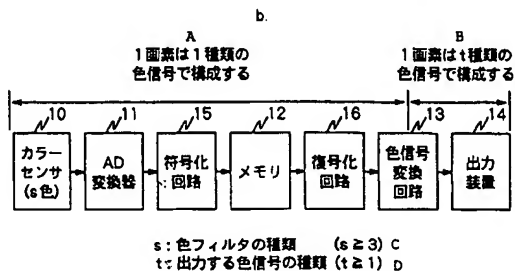 b.
A
1画素は1種類の
色信号で構成する
B
1画素はt種類の
色信号で構成する
10
11
15
12
16
13
14
カラー
センサ
(s色)
AD
変換器
符号化
回路
メモリ
復号化
回路
色信号
変換
回路
出力
装置
s:色フィルタの種類 (s≧3) C
t:出力する色信号の種類(t≧1) D